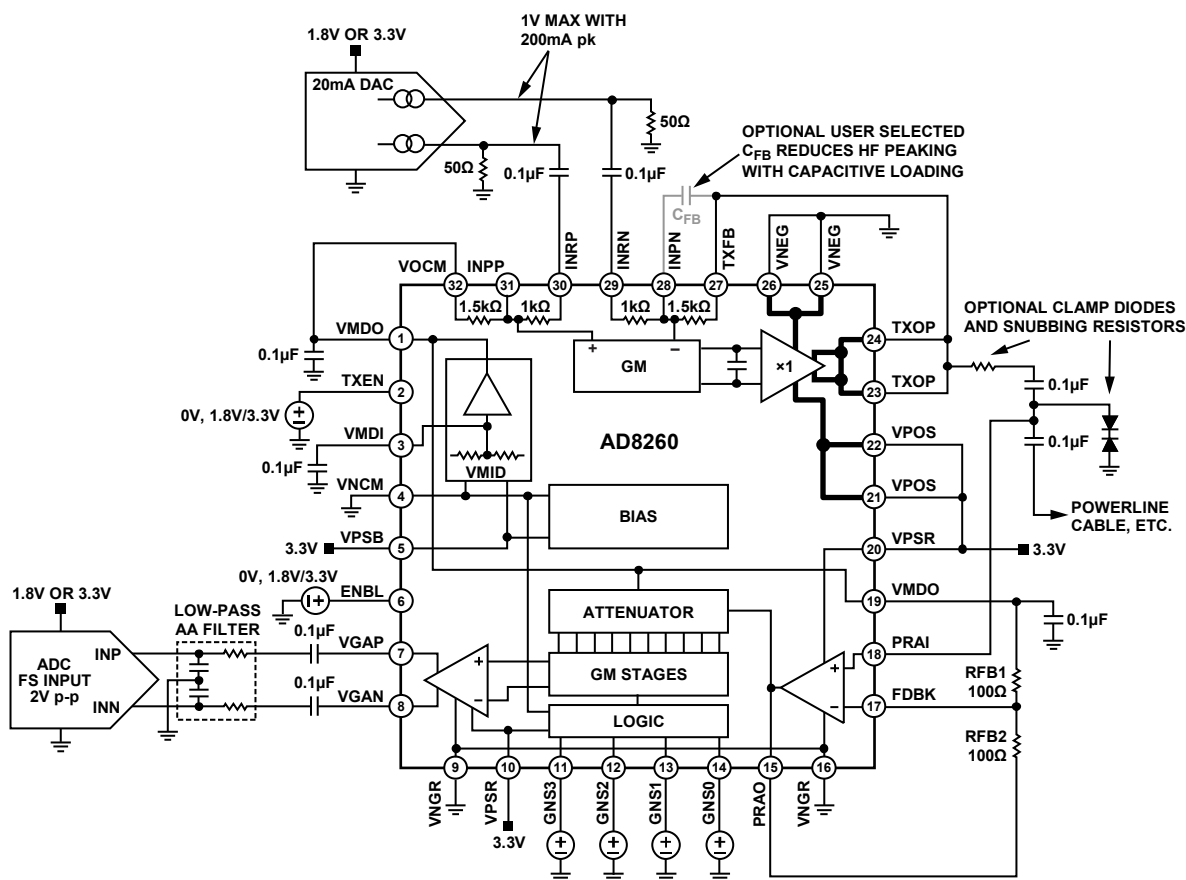 1V MAX WITH
200mA pk
1.8V OR 3.3V
20mA DAC
50Ω
50Ω
0.1µF
0.1µF
OPTIONAL USER SELECTED
CFB REDUCES HF PEAKING
WITH CAPACITIVE LOADING
CFB
VOCM
INPP
INRP
INRN
INPN
TXFB
VNEG
VNEG
32
31
30
29
28
27
26
25
1.5kΩ
1kΩ
1kΩ
1.5kΩ
OPTIONAL CLAMP DIODES
AND SNUBBING RESISTORS
VMDO
1
0.1µF
TXEN
2
0V, 1.8V/3.3V
VMDI
3
0.1µF
VNCM
4
VPSB
5
3.3V
0V, 1.8V/3.3V
ENBL
6
+
–
GM
×1
AD8260
VMID
BIAS
24
TXOP
23
TXOP
0.1µF
0.1µF
22
VPOS
21
VPOS
POWERLINE
CABLE, ETC.
20
VPSR
3.3V
19
VMDO
0.1µF
18
PRAI
17
FDBK
RFB1
100Ω
RFB2
100Ω
1.8V OR 3.3V
LOW-PASS
AA FILTER
ADC
FS INPUT
2V p-p
INP
INN
0.1µF
0.1µF
VGAP
7
VGAN
8
ATTENUATOR
GM STAGES
LOGIC
+
–
+
–
9
10
11
12
13
14
15
16
VNGR
VPSR
GNS3
GNS2
GNS1
GNS0
PRAO
VNGR
3.3V